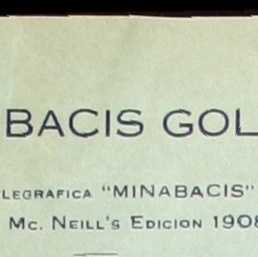 BACIS GOL
LEGRAFICA "MINABACIS"
MC. NEILL'S EDICION 1908